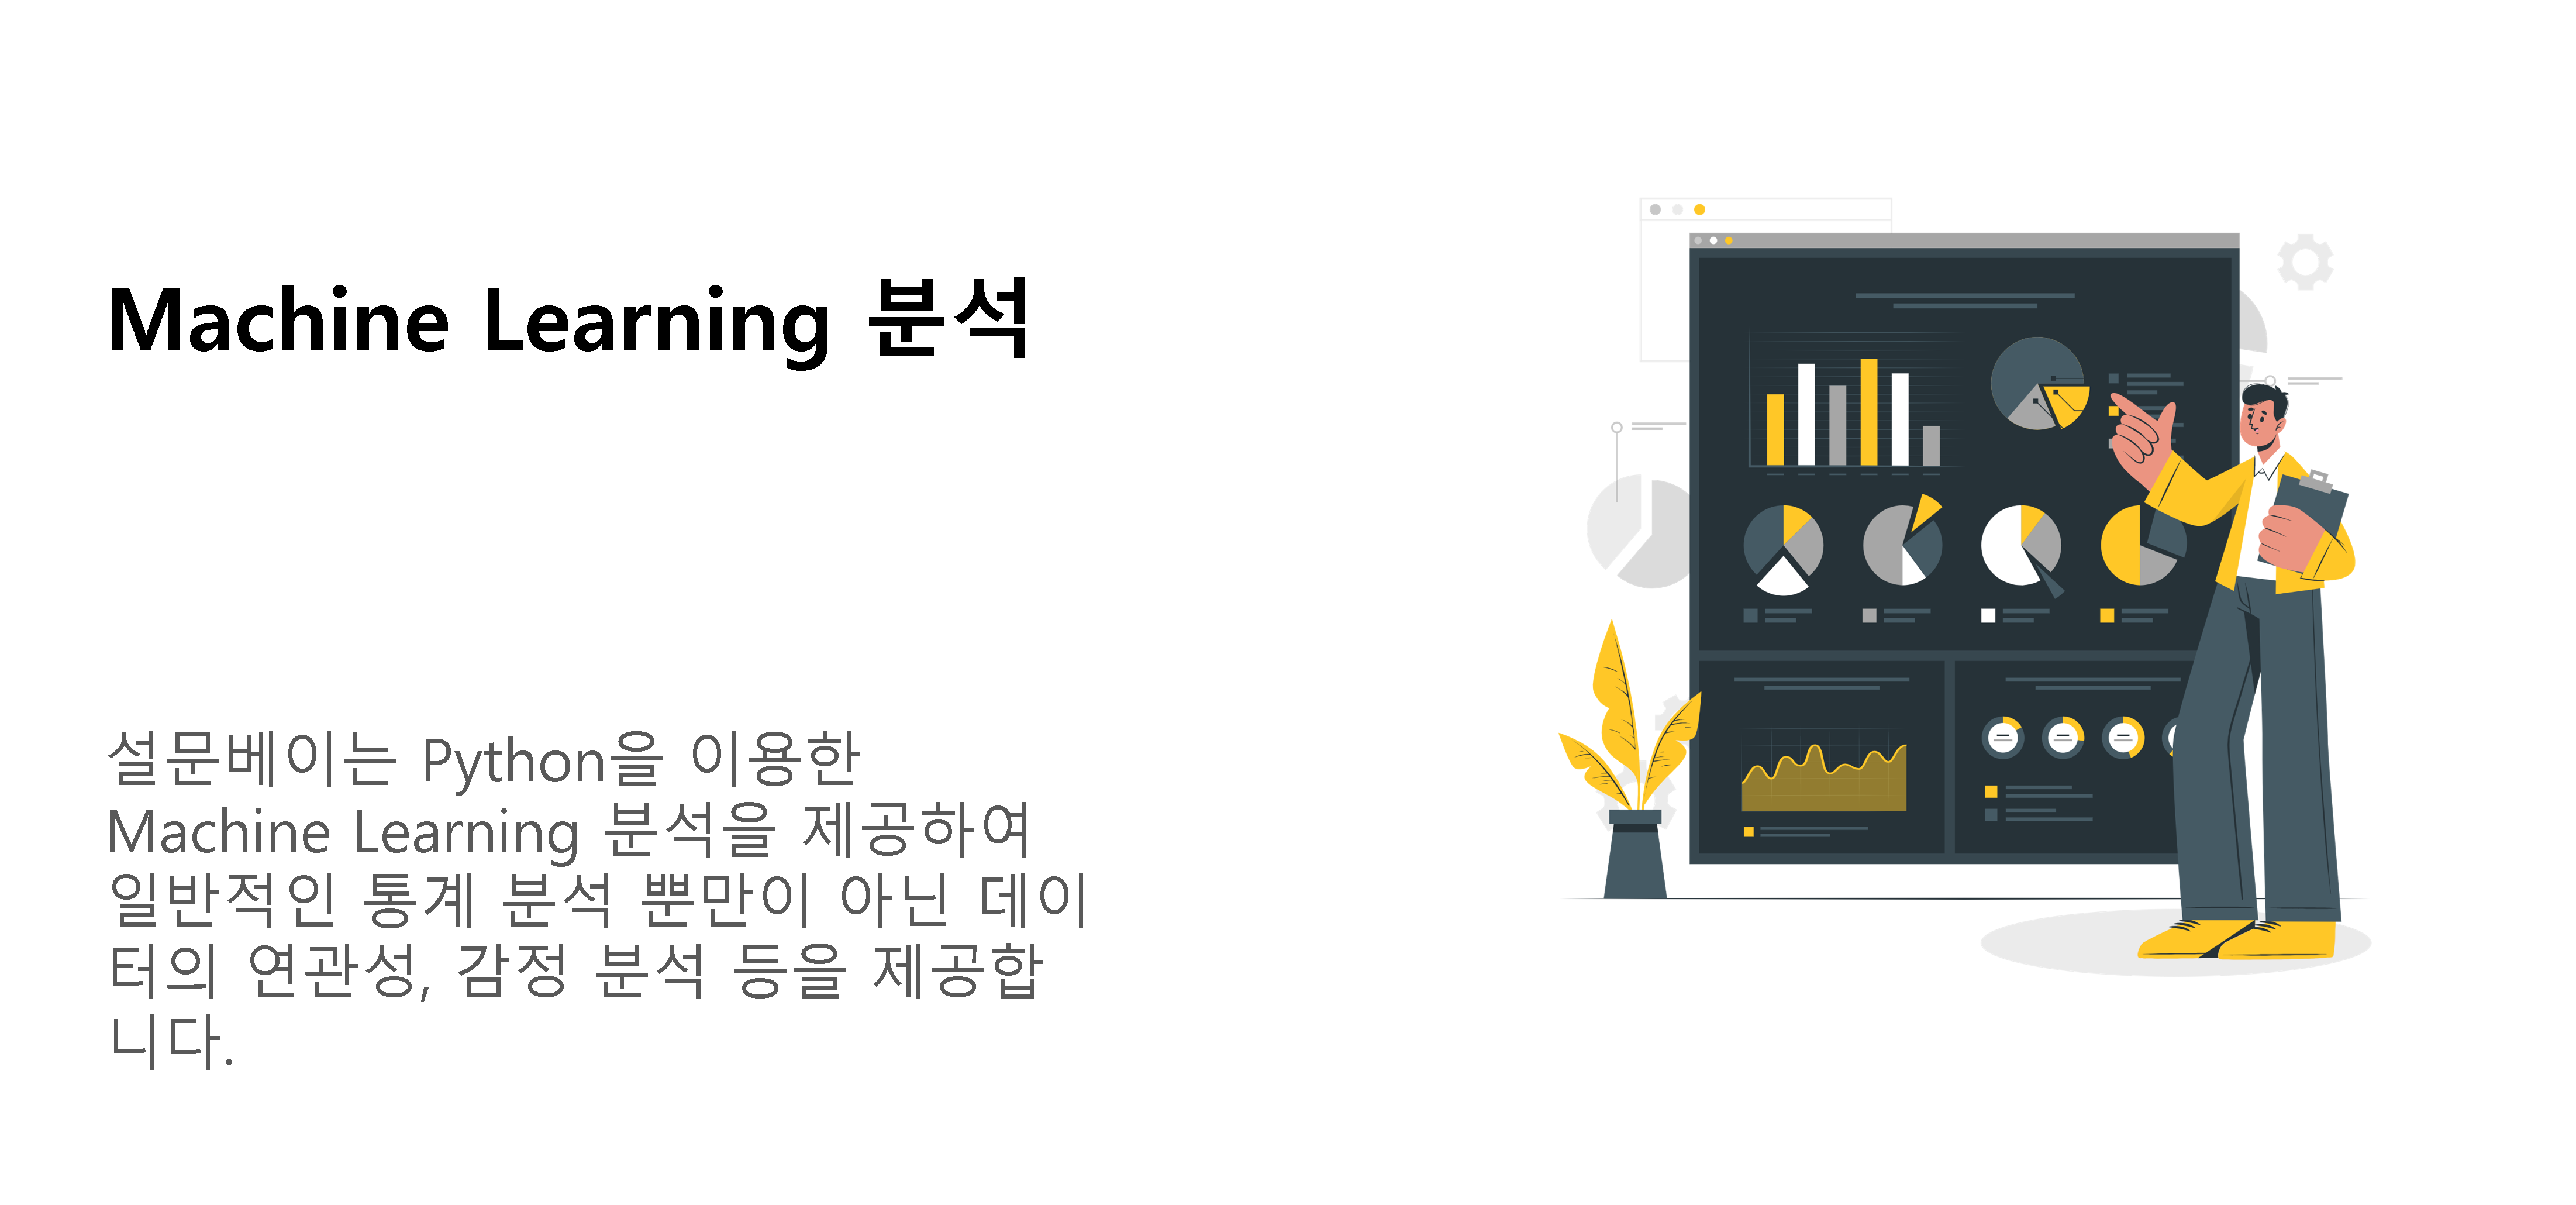 Machine Learning 분석
설문베이는 Python을 이용한
Machine Learning 분석을 제공하여
일반적인 통계 분석 뿐만이 아닌 데이
터의 연관성, 감정 분석 등을 제공합
니다.